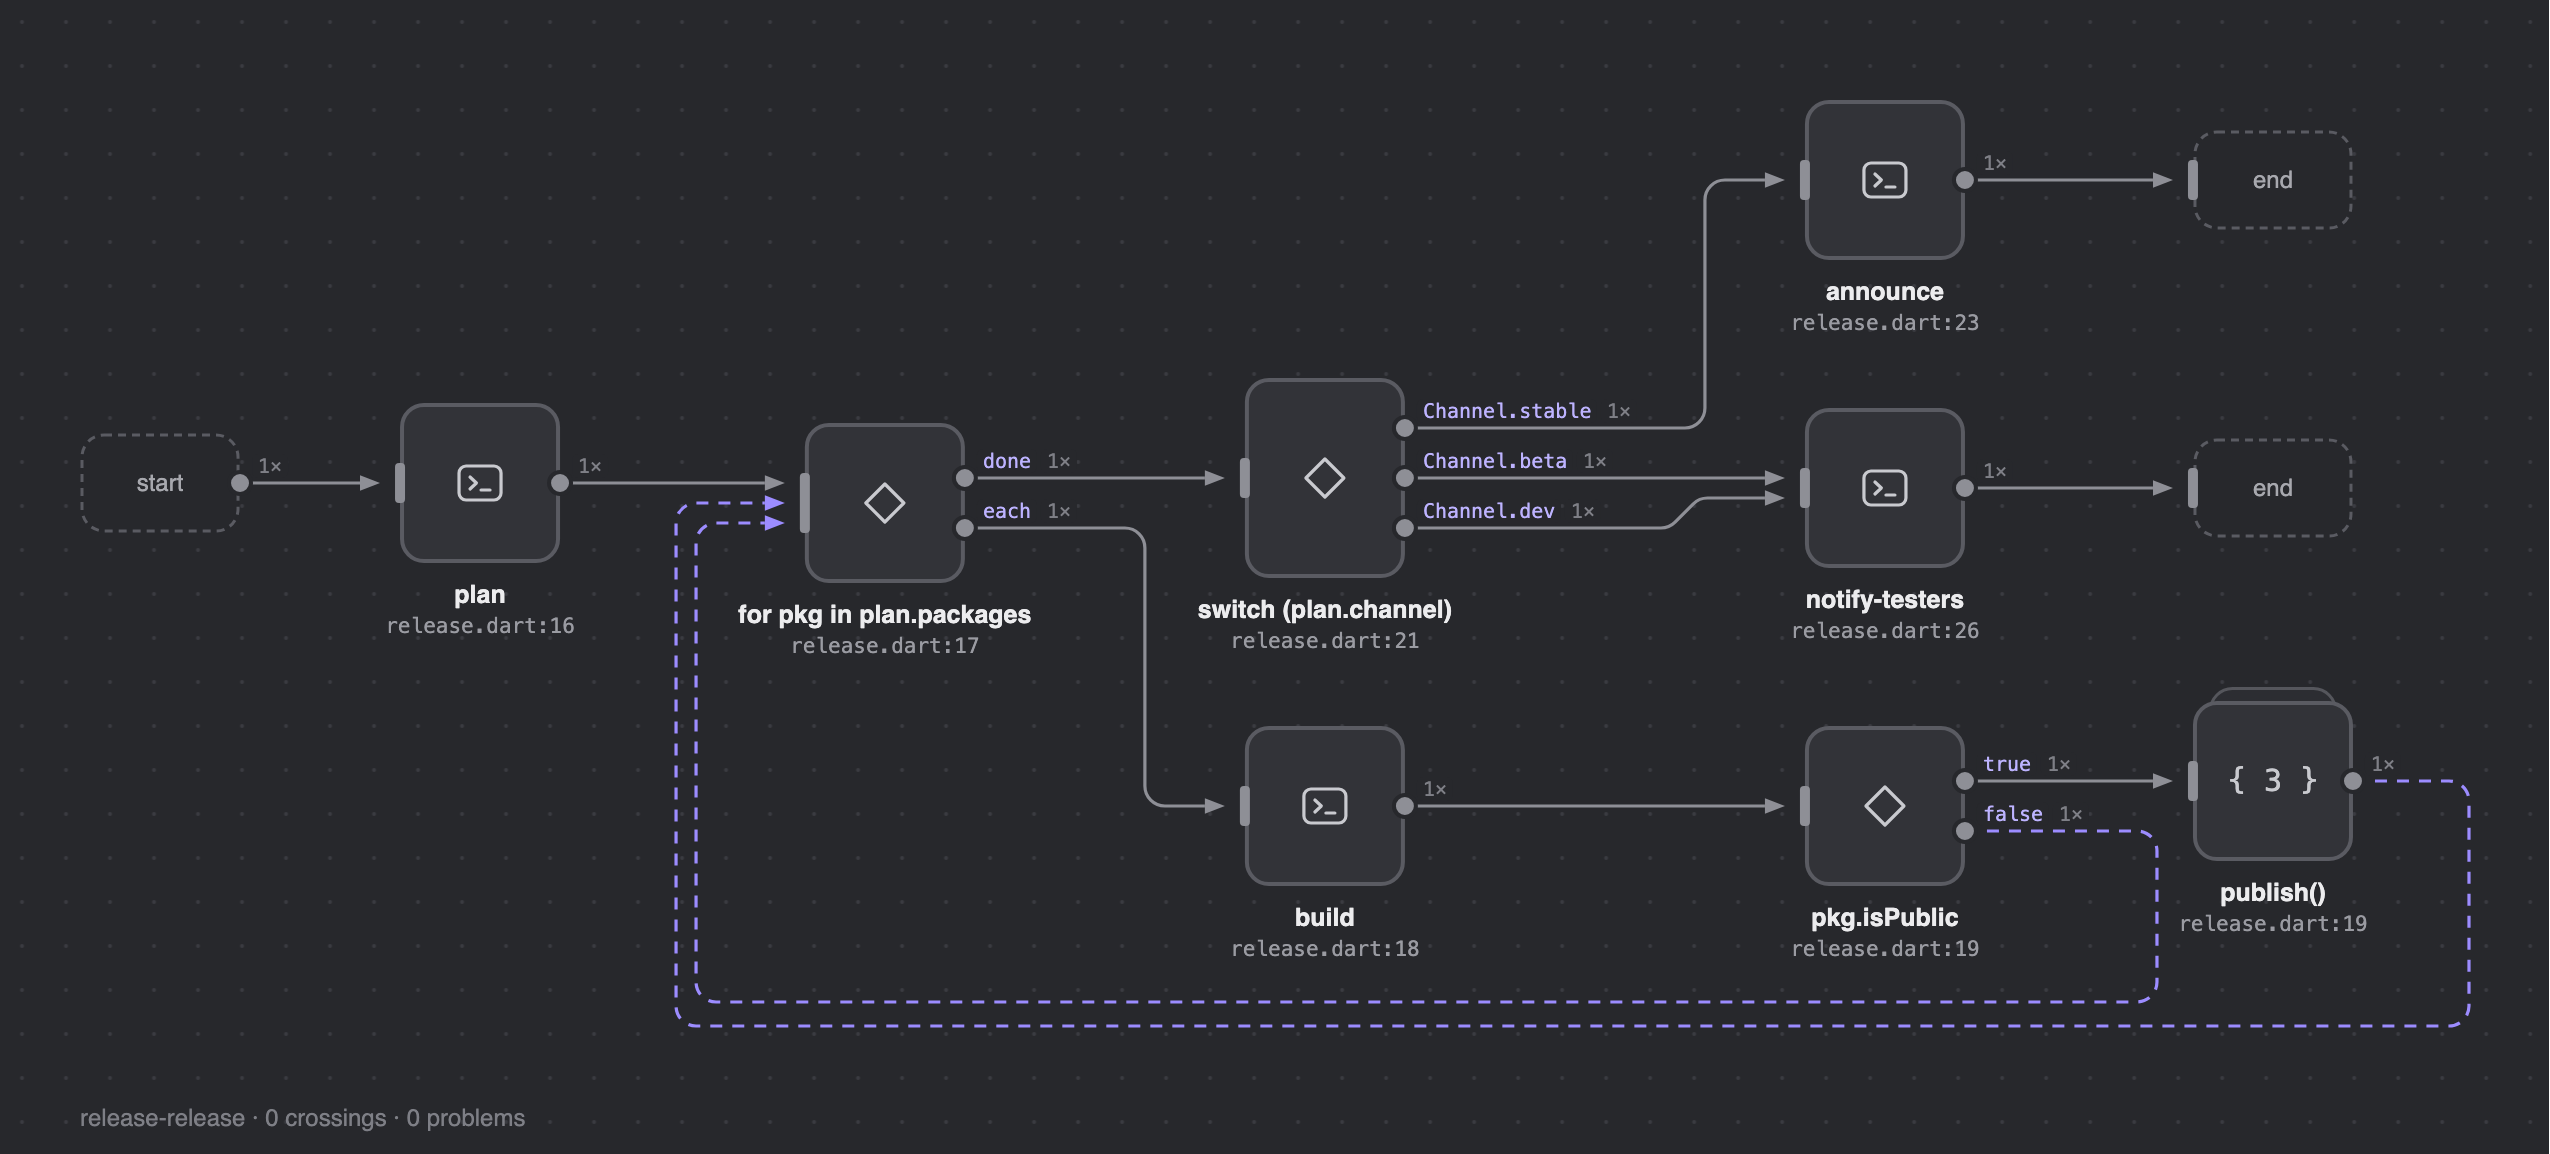 1×
end
announce
release.dart:23
start
1×
plan
release.dart:16
1×
for pkg in plan.packages
release.dart:17
done 1×
each 1×
switch (plan.channel)
release.dart:21
Channel.stable 1×
Channel.beta 1×
Channel.dev 1×
notify-testers
release.dart:26
1×
end
build
release.dart:18
1×
pkg.isPublic
release.dart:19
true 1×
false 1×
{ 3 }
publish()
release.dart:19
1×
release-release · 0 crossings · 0 problems